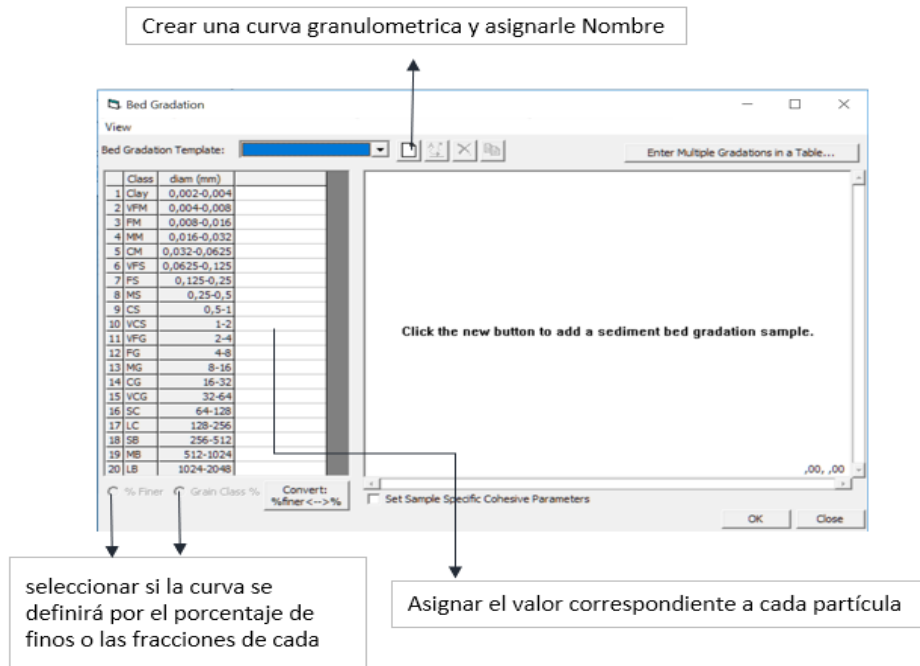 Crear una curva granulometrica y asignarle Nombre
Bed Gradation
View
Bed Gradation Template:
Enter Multiple Gradations in a Table...
Class diam (mm)
1 Clay 0,002-0,004
2 VFM 0,004-0,008
3 FM 0,008-0,016
4 MM 0,016-0,032
5 CM 0,032-0,0625
6 VFS 0,0625-0,125
7 FS 0,125-0,25
8 MS 0,25-0,5
9 CS 0,5-1
10 VCS 1-2
11 VFG 2-4
12 FG 4-8
13 MG 8-16
14 CG 16-32
15 VCG 32-64
16 SC 64-128
17 LC 128-256
18 SB 256-512
19 MB 512-1024
20 LB 1024-2048
Click the new button to add a sediment bed gradation sample.
,00, ,00
% Finer Grain Class %
Convert:
%finer<-->%
Set Sample Specific Cohesive Parameters
OK Close
seleccionar si la curva se
definirá por el porcentaje de
finos o las fracciones de cada
Asignar el valor correspondiente a cada partícula